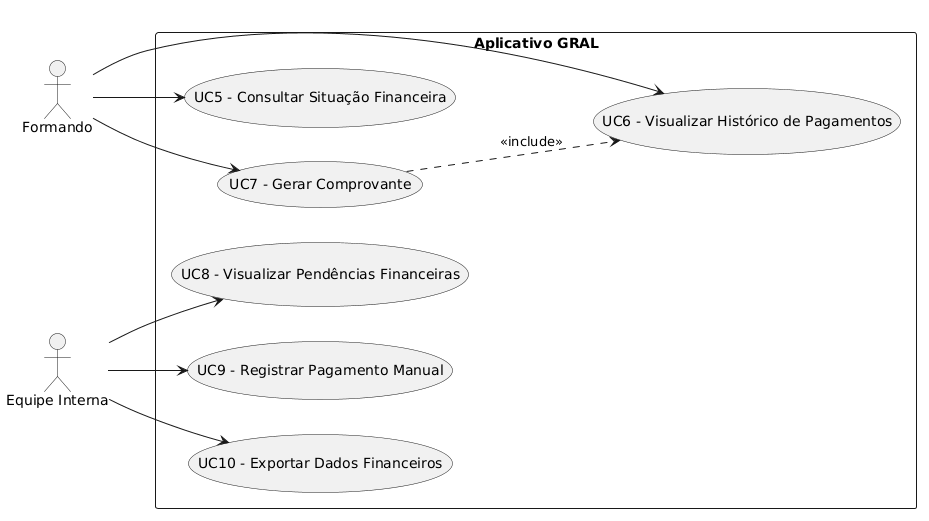 Aplicativo GRAL
Formando
UC5 - Consultar Situação Financeira
UC6 - Visualizar Histórico de Pagamentos
«include»
UC7 - Gerar Comprovante
UC8 - Visualizar Pendências Financeiras
Equipe Interna
UC9 - Registrar Pagamento Manual
UC10 - Exportar Dados Financeiros